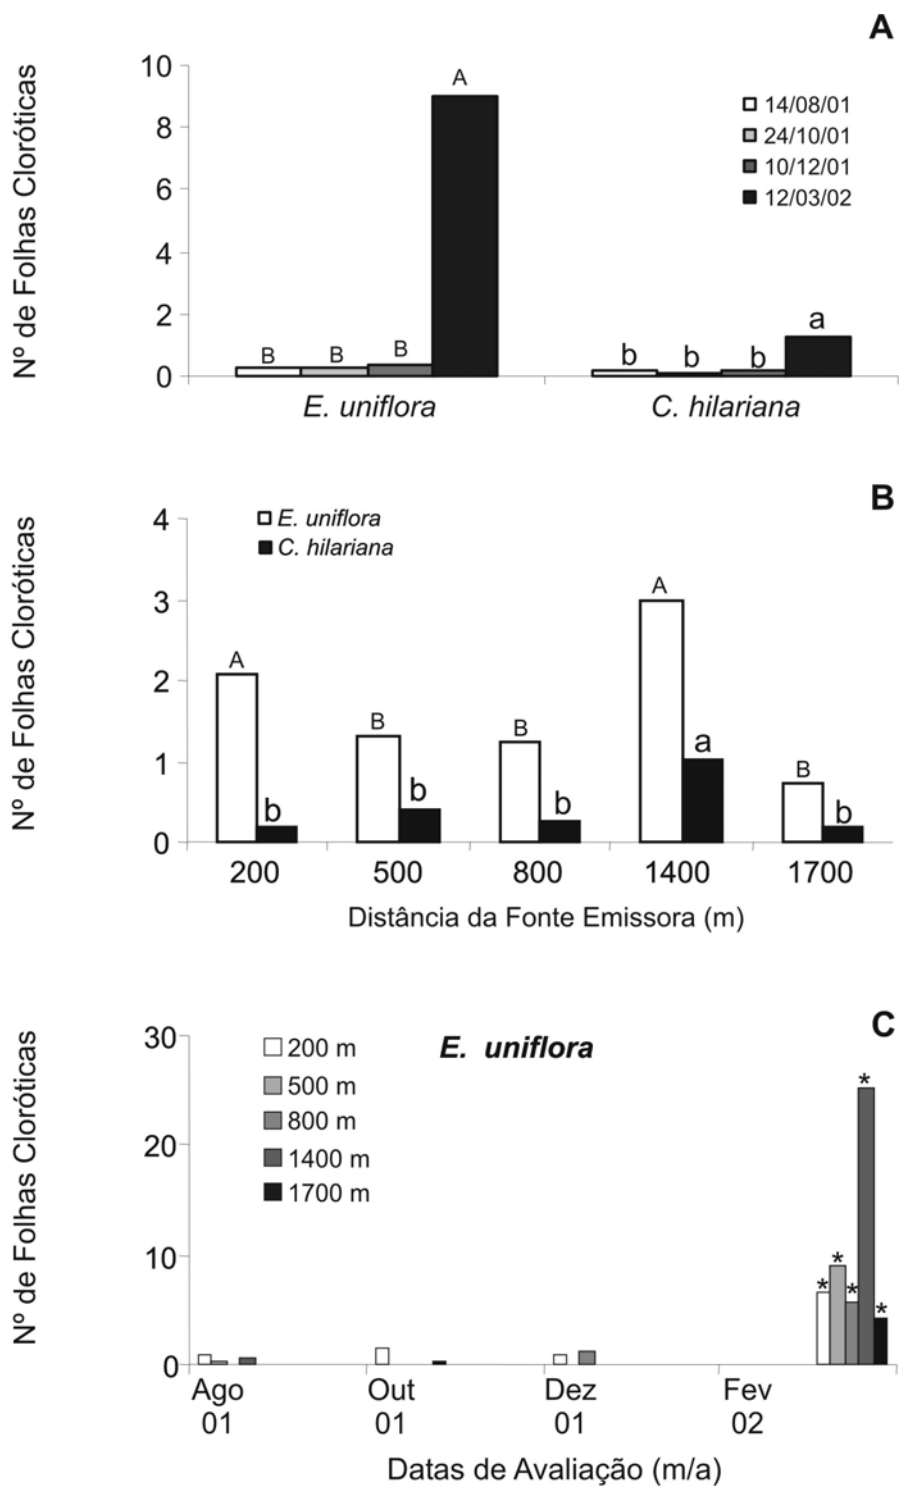 A
Nº de Folhas Cloróticas
10
8
6
4
2
0
14/08/01
24/10/01
10/12/01
12/03/02
B B B A
b b b a
E. uniflora C. hilariana
B
Nº de Folhas Cloróticas
4
3
2
1
0
E. uniflora
C. hilariana
A b B b B b A a B b
200 500 800 1400 1700
Distância da Fonte Emissora (m)
C
Nº de Folhas Cloróticas
30
20
10
0
200 m
500 m
800 m
1400 m
1700 m
E. uniflora
* * * * *
Ago Out Dez Fev
01 01 01 02
Datas de Avaliação (m/a)